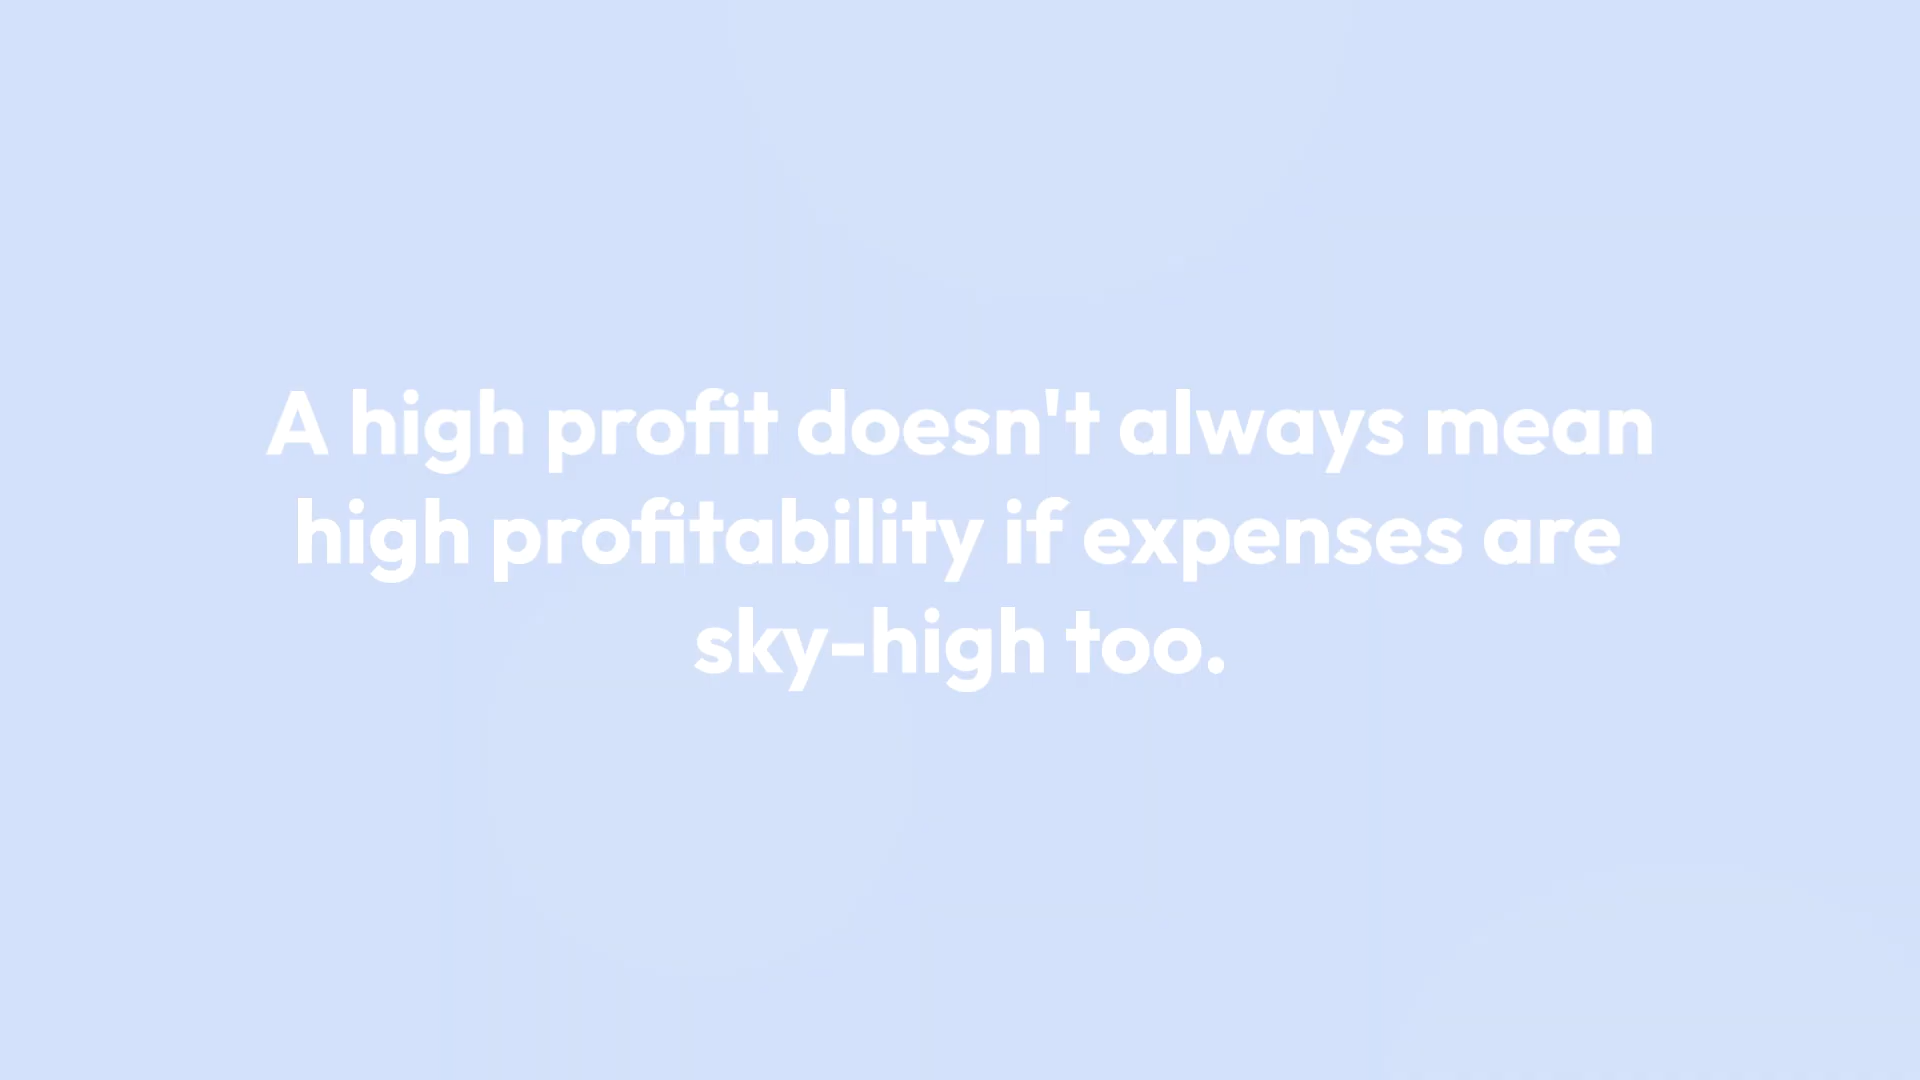 A high profit doesn't always mean
high profitability if expenses are
sky-high too.